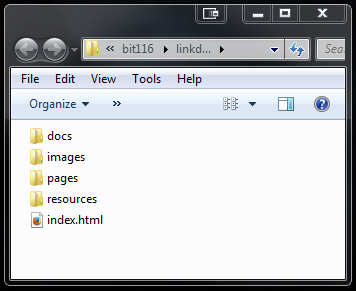 « bit116 ▸ linkd... ▸ Sea
File Edit View Tools Help
Organize »
docs
images
pages
resources
index.html